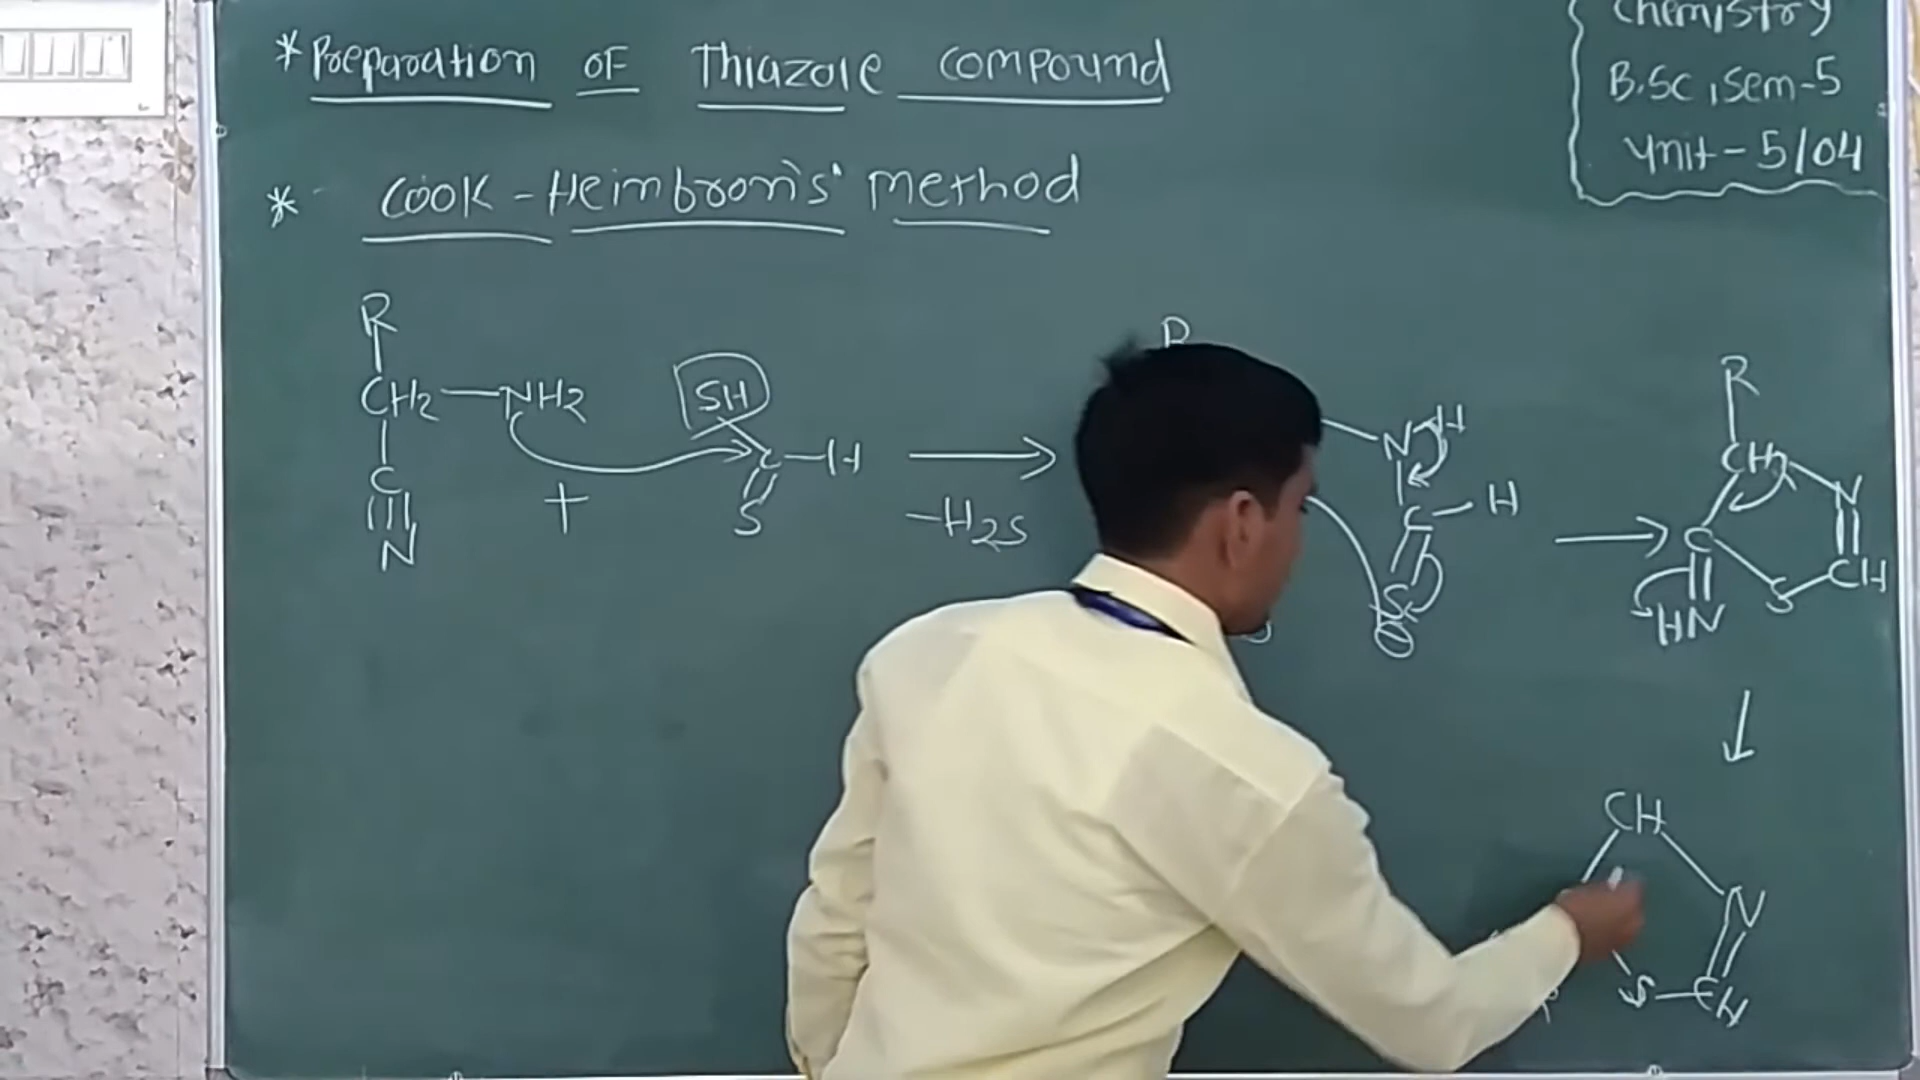 Chemistry
B.Sc, Sem-5
Unit - 5/04
* Preparation OF Thiazole compound
* Cook - Heimbron's' Method
R
CH2 — NH2
C
N
+
SH
C — H
S
-H2S
R
N H
C — H
S
R
CH2
N
C
S
CH
HN
CH
N
S — CH